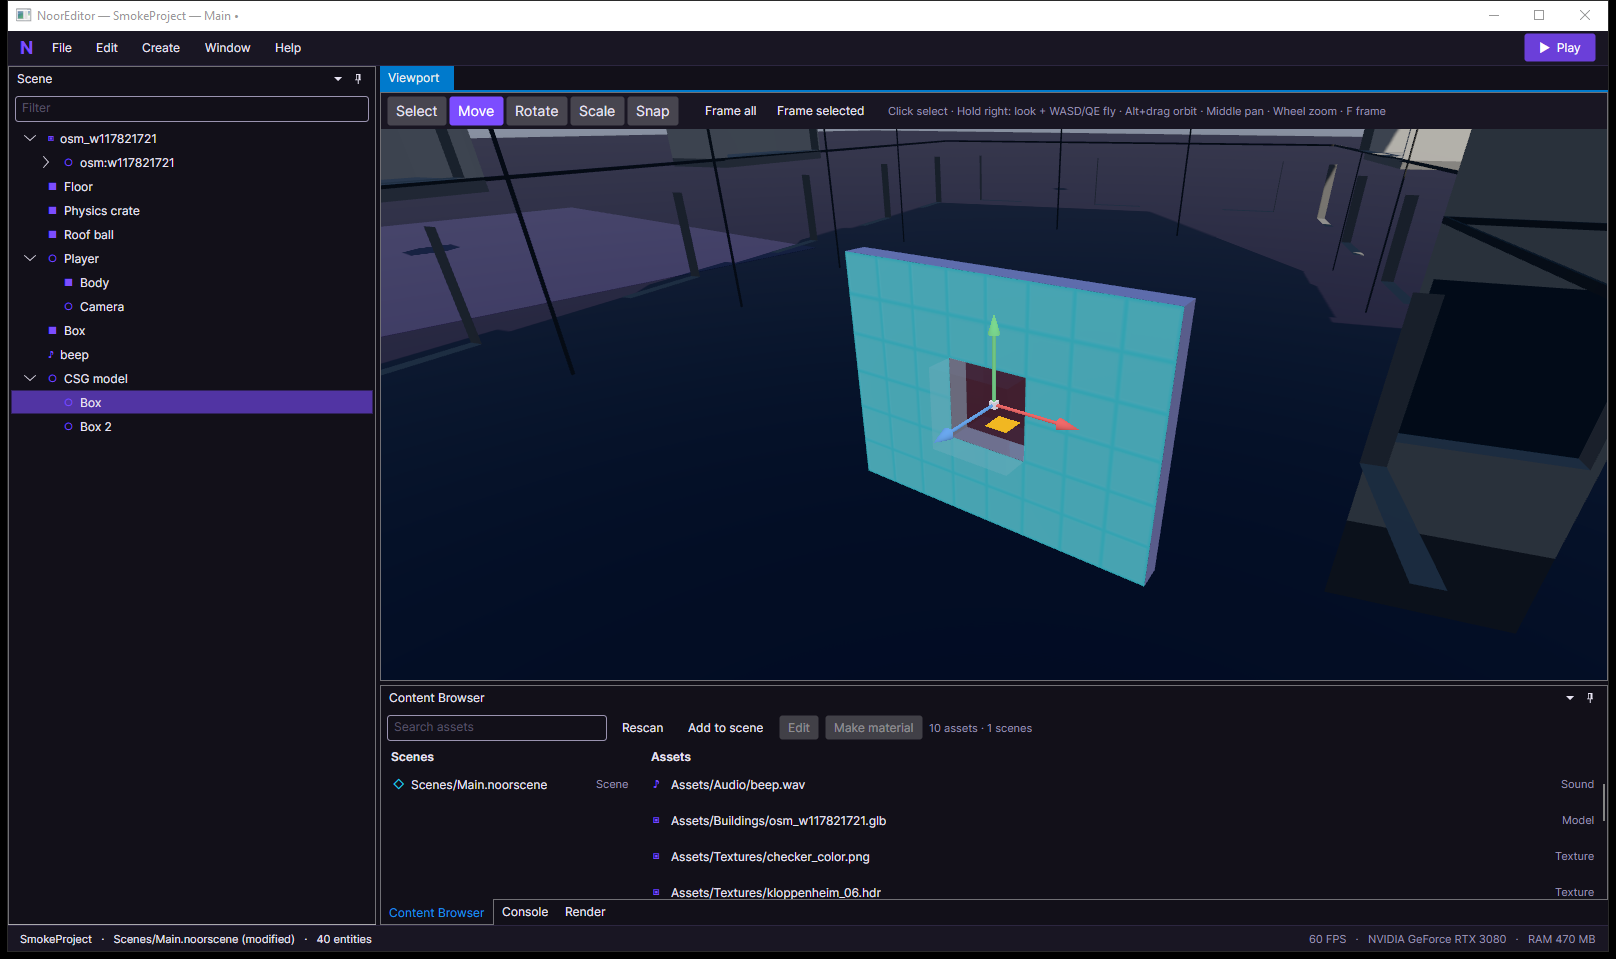 NoorEditor — SmokeProject — Main •
N File Edit Create Window Help
Play
Scene
Filter
osm_w117821721
osm:w117821721
Floor
Physics crate
Roof ball
Player
Body
Camera
Box
beep
CSG model
Box
Box 2
Viewport
Select Move Rotate Scale Snap Frame all Frame selected Click select · Hold right: look + WASD/QE fly · Alt+drag orbit · Middle pan · Wheel zoom · F frame
Content Browser
Search assets Rescan Add to scene Edit Make material 10 assets · 1 scenes
Scenes
Scenes/Main.noorscene Scene
Assets
Assets/Audio/beep.wav Sound
Assets/Buildings/osm_w117821721.glb Model
Assets/Textures/checker_color.png Texture
Assets/Textures/kloppenheim_06.hdr Texture
Content Browser Console Render
SmokeProject · Scenes/Main.noorscene (modified) · 40 entities
60 FPS · NVIDIA GeForce RTX 3080 · RAM 470 MB